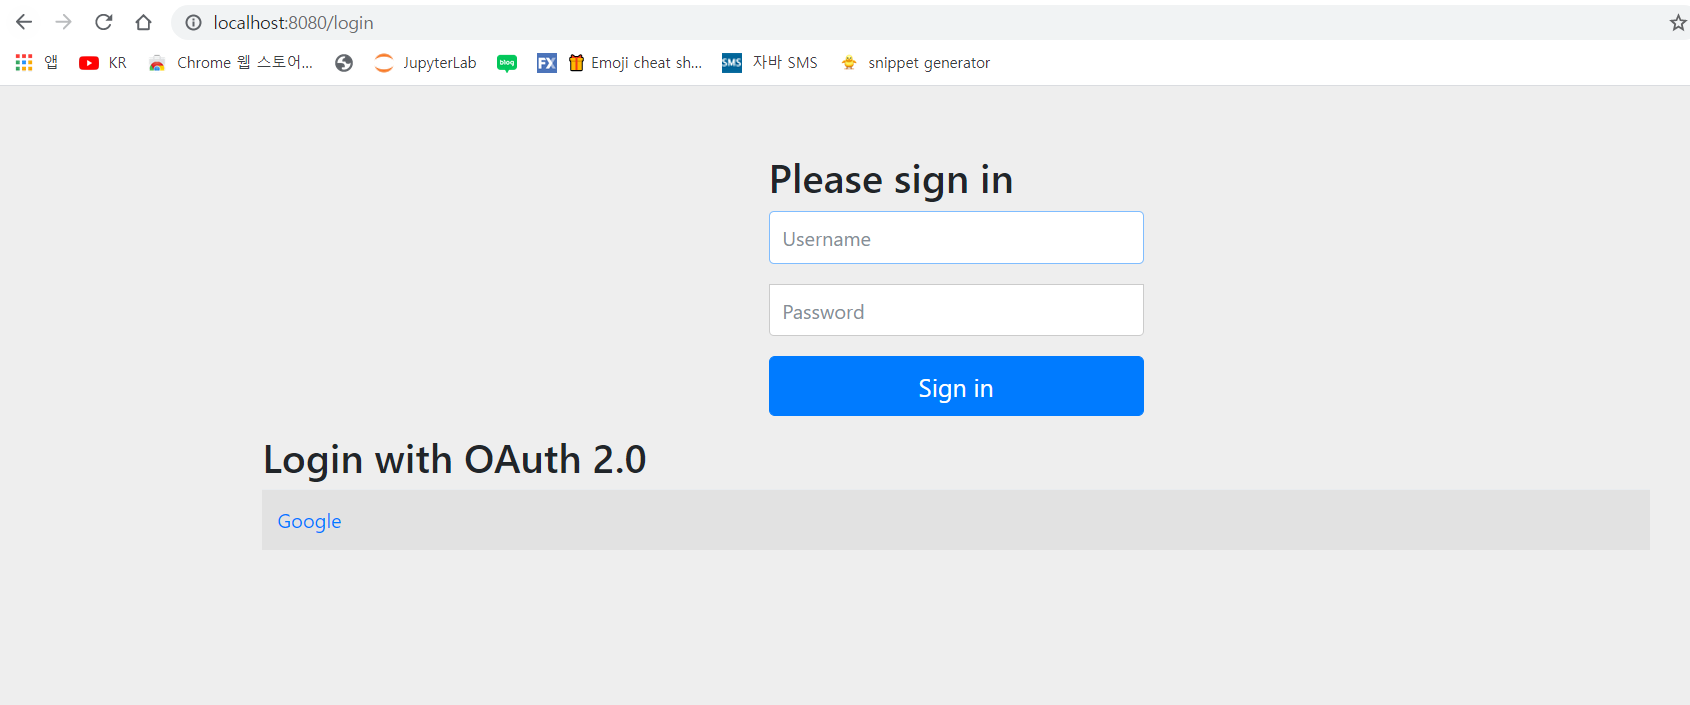 localhost:8080/login
앱 KR Chrome 웹 스토어... JupyterLab blog FX Emoji cheat sh... SMS 자바 SMS snippet generator
Please sign in
Username
Password
Sign in
Login with OAuth 2.0
Google